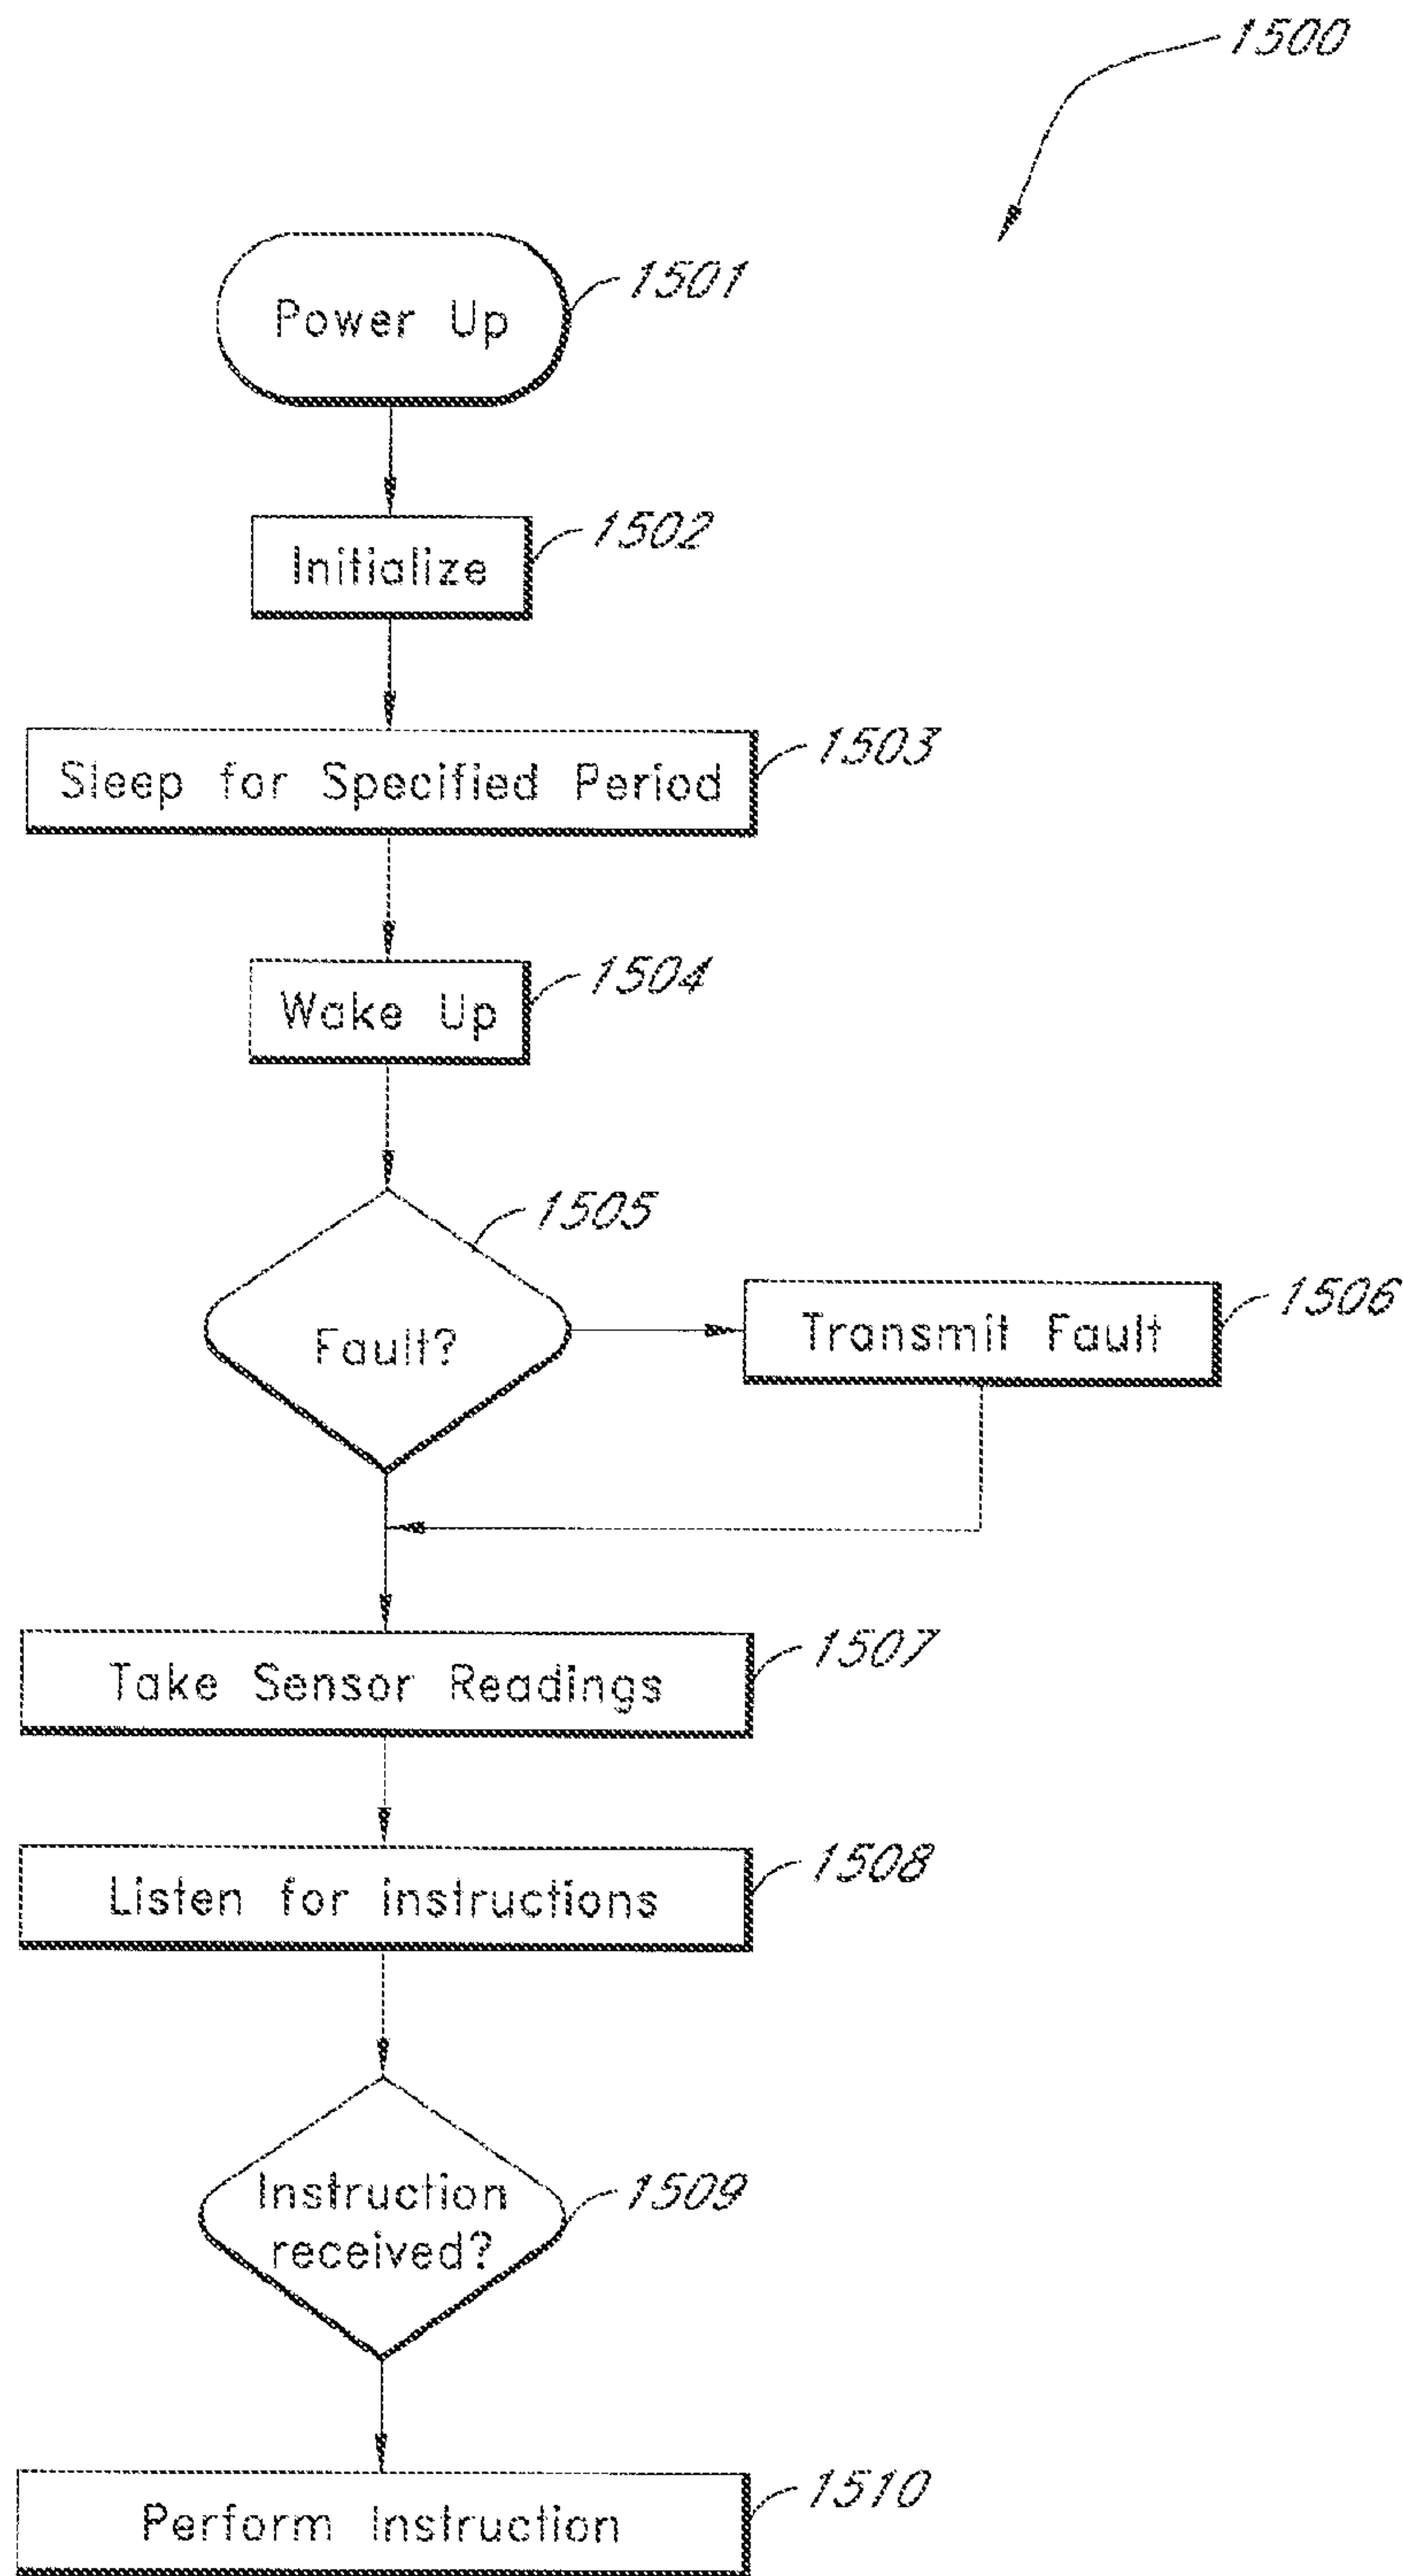 1500
Power Up
1501
Initialize
1502
Sleep for Specified Period
1503
Wake Up
1504
1505
Fault?
Transmit Fault
1506
Take Sensor Readings
1507
Listen for instructions
1508
Instruction
received?
1509
Perform Instruction
1510